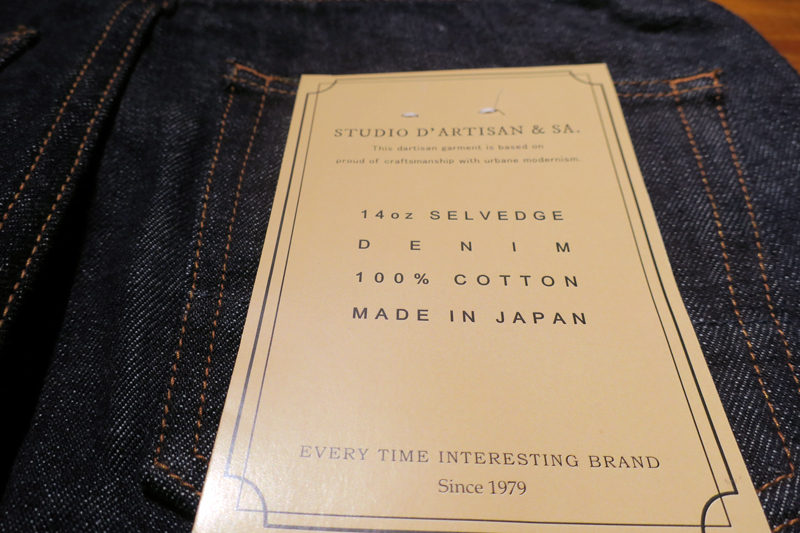 STUDIO D'ARTISAN & SA.
This dartisan garment is based on
proud of craftsmanship with urbane modernism.
14oz SELVEDGE
DENIM
100% COTTON
MADE IN JAPAN
EVERY TIME INTERESTING BRAND
Since 1979